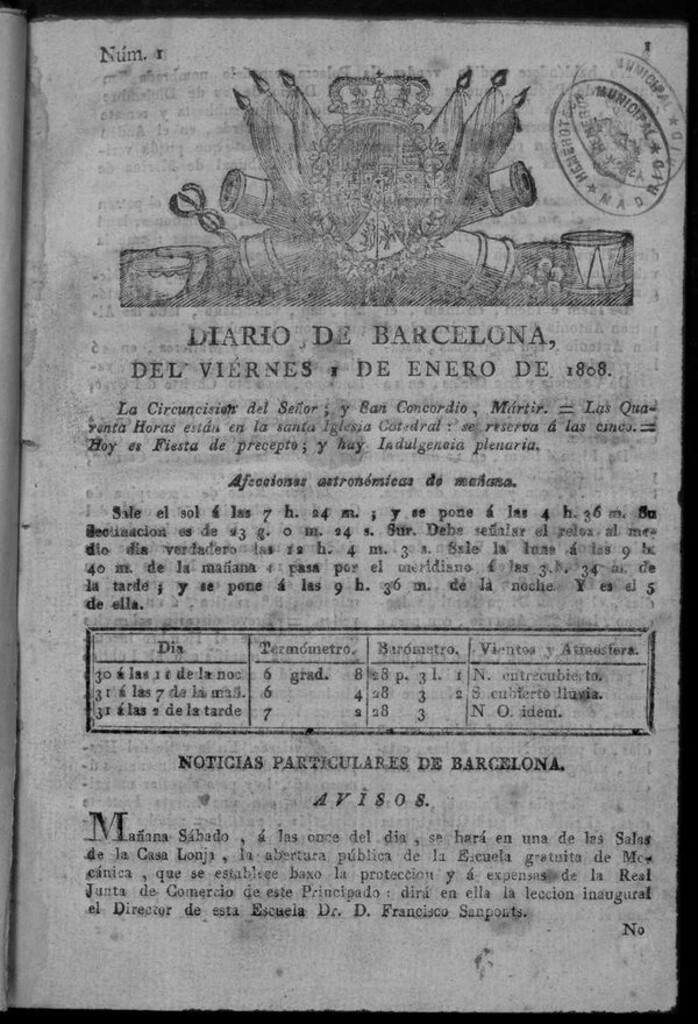 Núm. 1
1
HEMEROTECA MUNICIPAL
MADRID
DIARIO DE BARCELONA,
DEL VIÉRNES 1 DE ENERO DE 1808.
La Circuncision del Señor; y San Concordio, Mártir. = Las Qua-
renta Horas están en la santa Iglesia Catedral: se reserva á las cinco. =
Hoy es Fiesta de precepto; y hay Indulgencia plenaria.
Afecciones astronómicas de mañana.
Sale el sol á las 7 h. 24 m.; y se pone á las 4 h. 36 m. Su
declinacion es de 23 g. 0 m. 24 s. Sur. Debe señalar el relox al me-
dio dia verdadero las 12 h. 4 m. 3 s. Sale la luna á las 9 h.
40 m. de la mañana: pasa por el meridiano á las 3 h. 34 m. de
la tarde; y se pone á las 9 h. 36 m. de la noche. Y es el 5
de ella.
Dia Termómetro. Barómetro. Vientos y Atmósfera.
30 á las 11 de la noc 6 grad. 8 28 p. 3 l. 1 N. entrecubierto.
31 á las 7 de la mañ. 6 4 28 3 2 S. cubierto lluvia.
31 á las 2 de la tarde 7 2 28 3 N O. idem.
NOTICIAS PARTICULARES DE BARCELONA.
AVISOS.
Mañana Sábado, á las once del dia, se hará en una de las Salas
de la Casa Lonja, la abertura pública de la Escuela gratuita de Me-
cánica, que se establece baxo la proteccion y á expensas de la Real
Junta de Comercio de este Principado: dirá en ella la leccion inaugural
el Director de esta Escuela Dr. D. Francisco Sanponts.
No